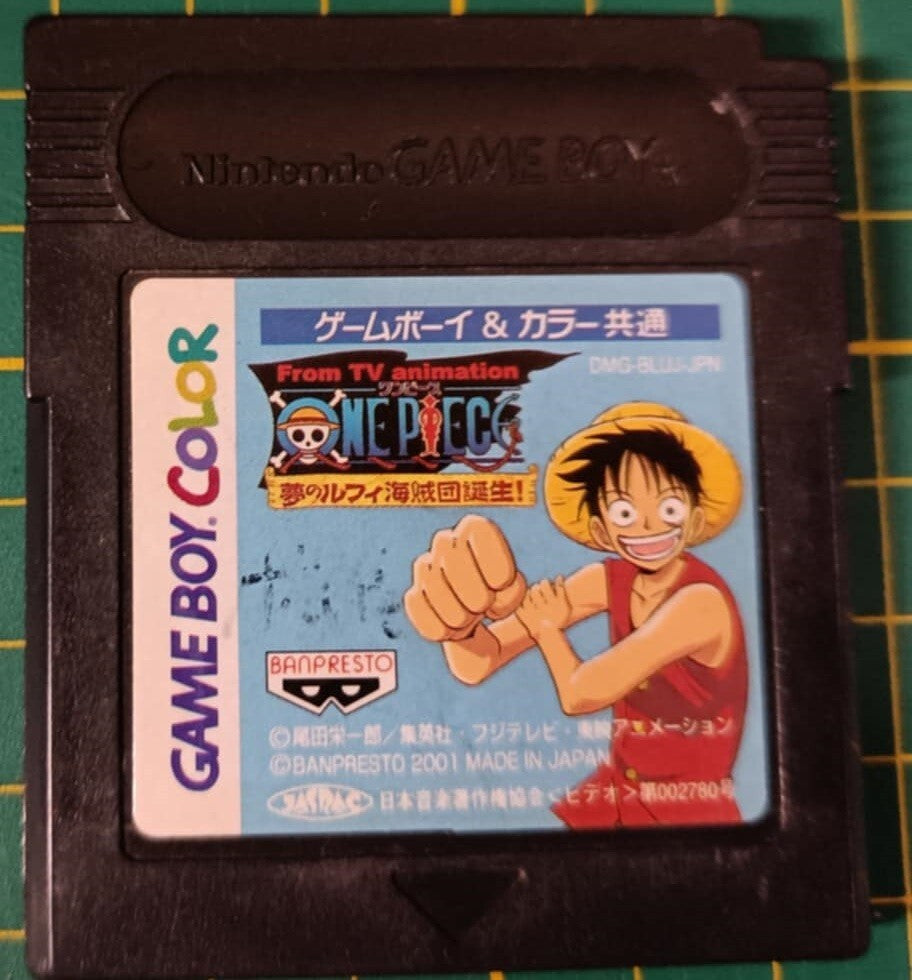 Nintendo GAME BOY
GAME BOY COLOR
ゲームボーイ & カラー共通
DMG-BLUJ-JPN
From TV animation
ワンピース
ONE PIECE
夢のルフィ海賊団誕生!
BANPRESTO
©尾田栄一郎/集英社・フジテレビ・東映アニメーション
©BANPRESTO 2001 MADE IN JAPAN
JASRAC 日本音楽著作権協会<ビデオ>第002780号